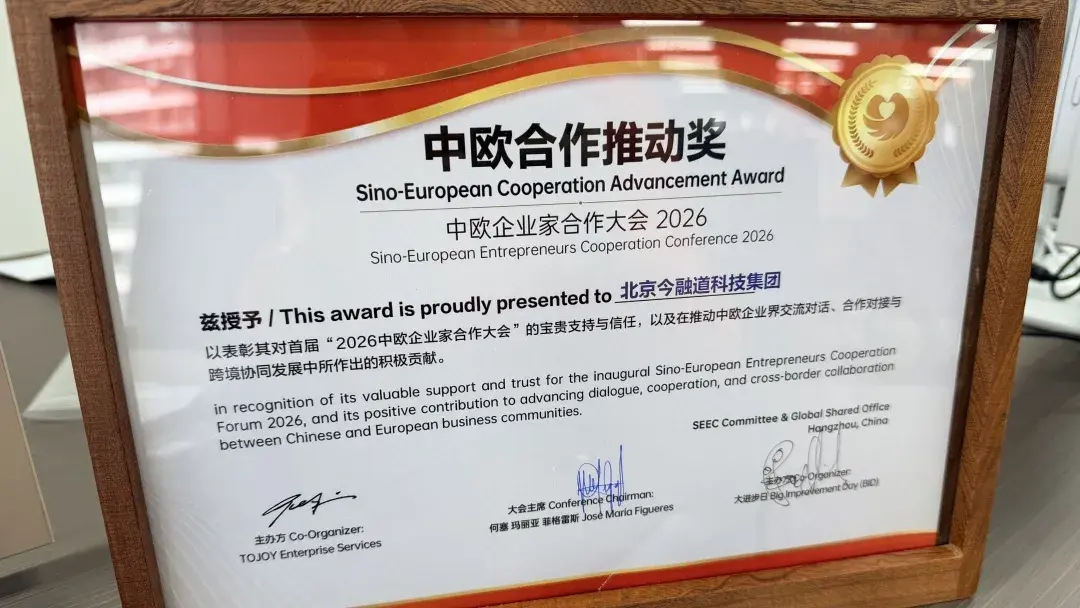 中欧合作推动奖
Sino-European Cooperation Advancement Award
中欧企业家合作大会 2026
Sino-European Entrepreneurs Cooperation Conference 2026
兹授予 / This award is proudly presented to 北京今融道科技集团
以表彰其对首届“2026中欧企业家合作大会”的宝贵支持与信任，以及在推动中欧企业界交流对话、合作对接与
跨境协同发展中所作出的积极贡献。
in recognition of its valuable support and trust for the inaugural Sino-European Entrepreneurs Cooperation
Forum 2026, and its positive contribution to advancing dialogue, cooperation, and cross-border collaboration
between Chinese and European business communities.
SEEC Committee & Global Shared Office
Hangzhou, China
主办方 Co-Organizer:
TOJOY Enterprise Services
大会主席 Conference Chairman:
何塞 玛丽亚 菲格雷斯 José María Figueres
主办方 Co-Organizer:
大进步日 Big Improvement Day (BID)